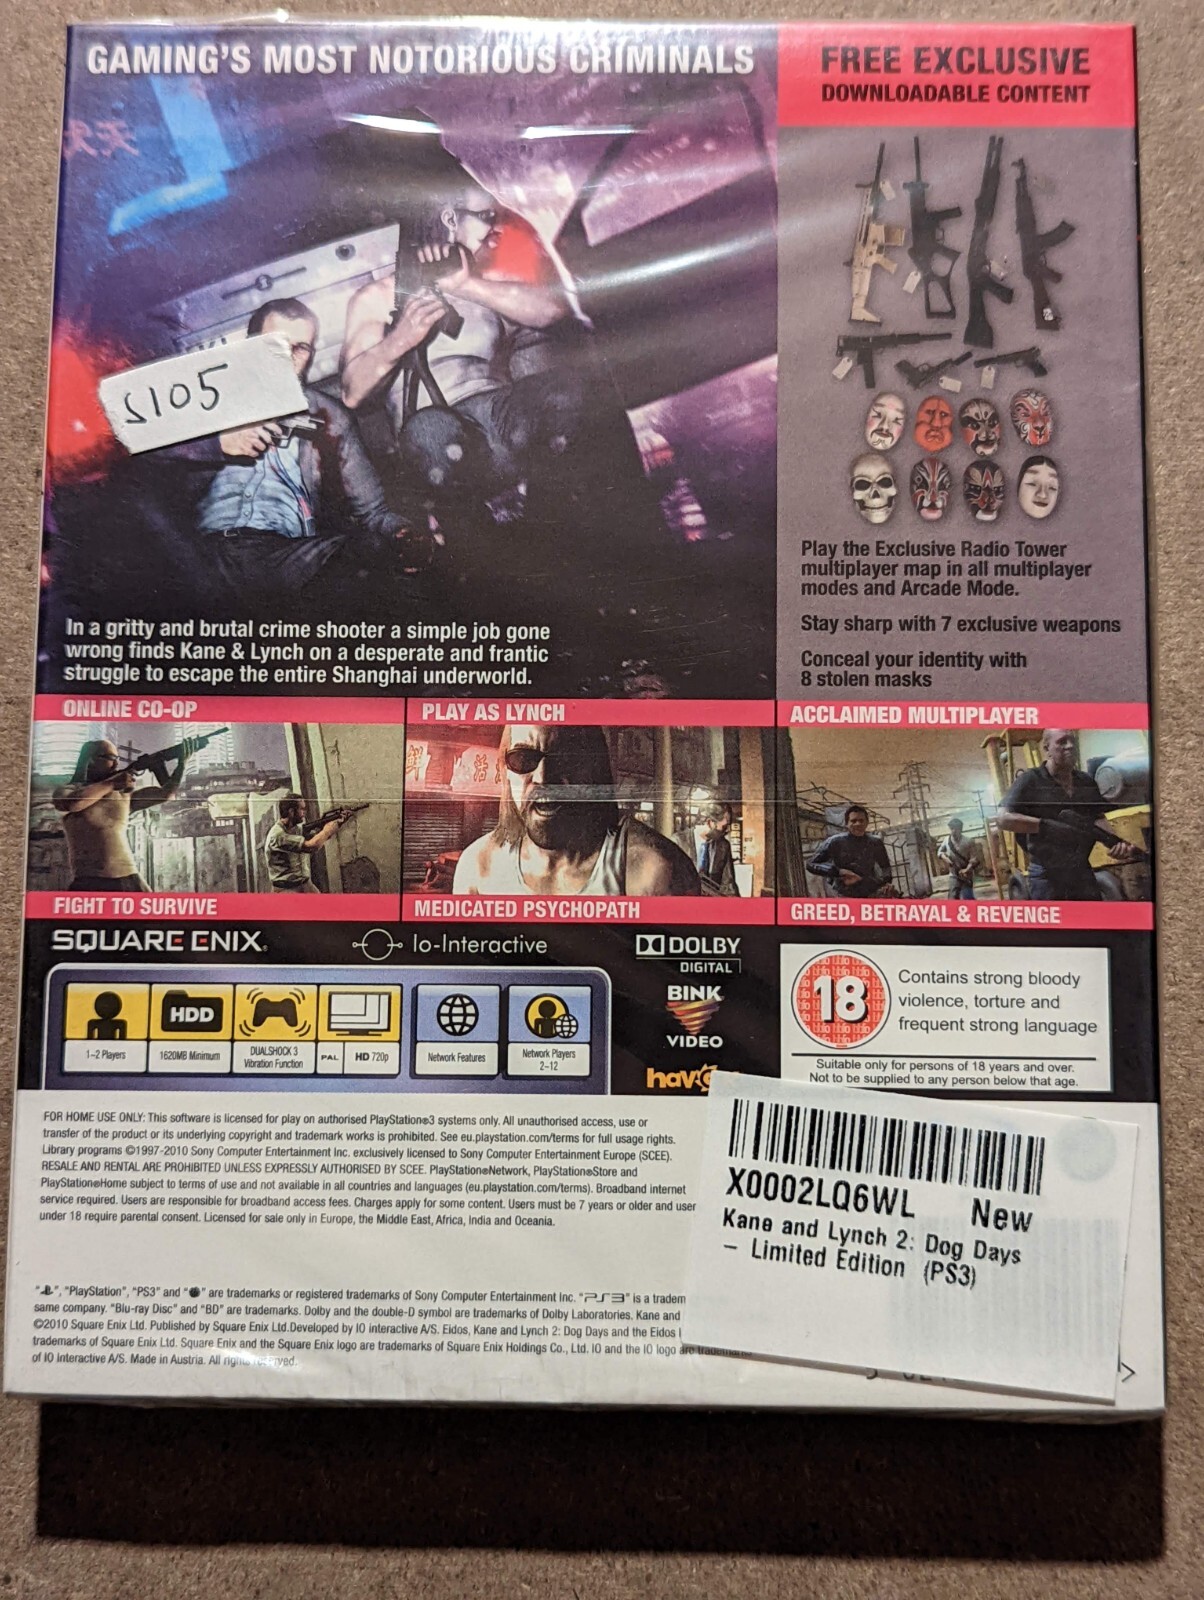 GAMING'S MOST NOTORIOUS CRIMINALS
FREE EXCLUSIVE
DOWNLOADABLE CONTENT
S105
Play the Exclusive Radio Tower
multiplayer map in all multiplayer
modes and Arcade Mode.
Stay sharp with 7 exclusive weapons
Conceal your identity with
8 stolen masks
In a gritty and brutal crime shooter a simple job gone
wrong finds Kane & Lynch on a desperate and frantic
struggle to escape the entire Shanghai underworld.
ONLINE CO-OP
PLAY AS LYNCH
ACCLAIMED MULTIPLAYER
FIGHT TO SURVIVE
MEDICATED PSYCHOPATH
GREED, BETRAYAL & REVENGE
SQUARE ENIX®
Io-Interactive
DOLBY
DIGITAL
BINK
VIDEO
18
Contains strong bloody
violence, torture and
frequent strong language
Suitable only for persons of 18 years and over.
Not to be supplied to any person below that age.
HDD
1-2 Players
1620MB Minimum
DUALSHOCK 3
Vibration Function
PAL
HD 720p
Network Features
Network Players
2-12
FOR HOME USE ONLY: This software is licensed for play on authorised PlayStation®3 systems only. All unauthorised access, use or
transfer of the product or its underlying copyright and trademark works is prohibited. See eu.playstation.com/terms for full usage rights.
Library programs ©1997-2010 Sony Computer Entertainment Inc. exclusively licensed to Sony Computer Entertainment Europe (SCEE).
RESALE AND RENTAL ARE PROHIBITED UNLESS EXPRESSLY AUTHORISED BY SCEE. PlayStation®Network, PlayStation®Store and
PlayStation®Home subject to terms of use and not available in all countries and languages (eu.playstation.com/terms). Broadband internet
service required. Users are responsible for broadband access fees. Charges apply for some content. Users must be 7 years or older and user
under 18 require parental consent. Licensed for sale only in Europe, the Middle East, Africa, India and Oceania.
X0002LQ6WL New
Kane and Lynch 2: Dog Days
– Limited Edition (PS3)
"PlayStation", "PS3" and " " are trademarks or registered trademarks of Sony Computer Entertainment Inc. "PS3" is a tradem
same company. "Blu-ray Disc" and "BD" are trademarks. Dolby and the double-D symbol are trademarks of Dolby Laboratories. Kane and
©2010 Square Enix Ltd. Published by Square Enix Ltd.Developed by IO interactive A/S. Eidos, Kane and Lynch 2: Dog Days and the Eidos
trademarks of Square Enix Ltd. Square Enix and the Square Enix logo are trademarks of Square Enix Holdings Co., Ltd. IO and the IO logo are
of IO Interactive A/S. Made in Austria. All